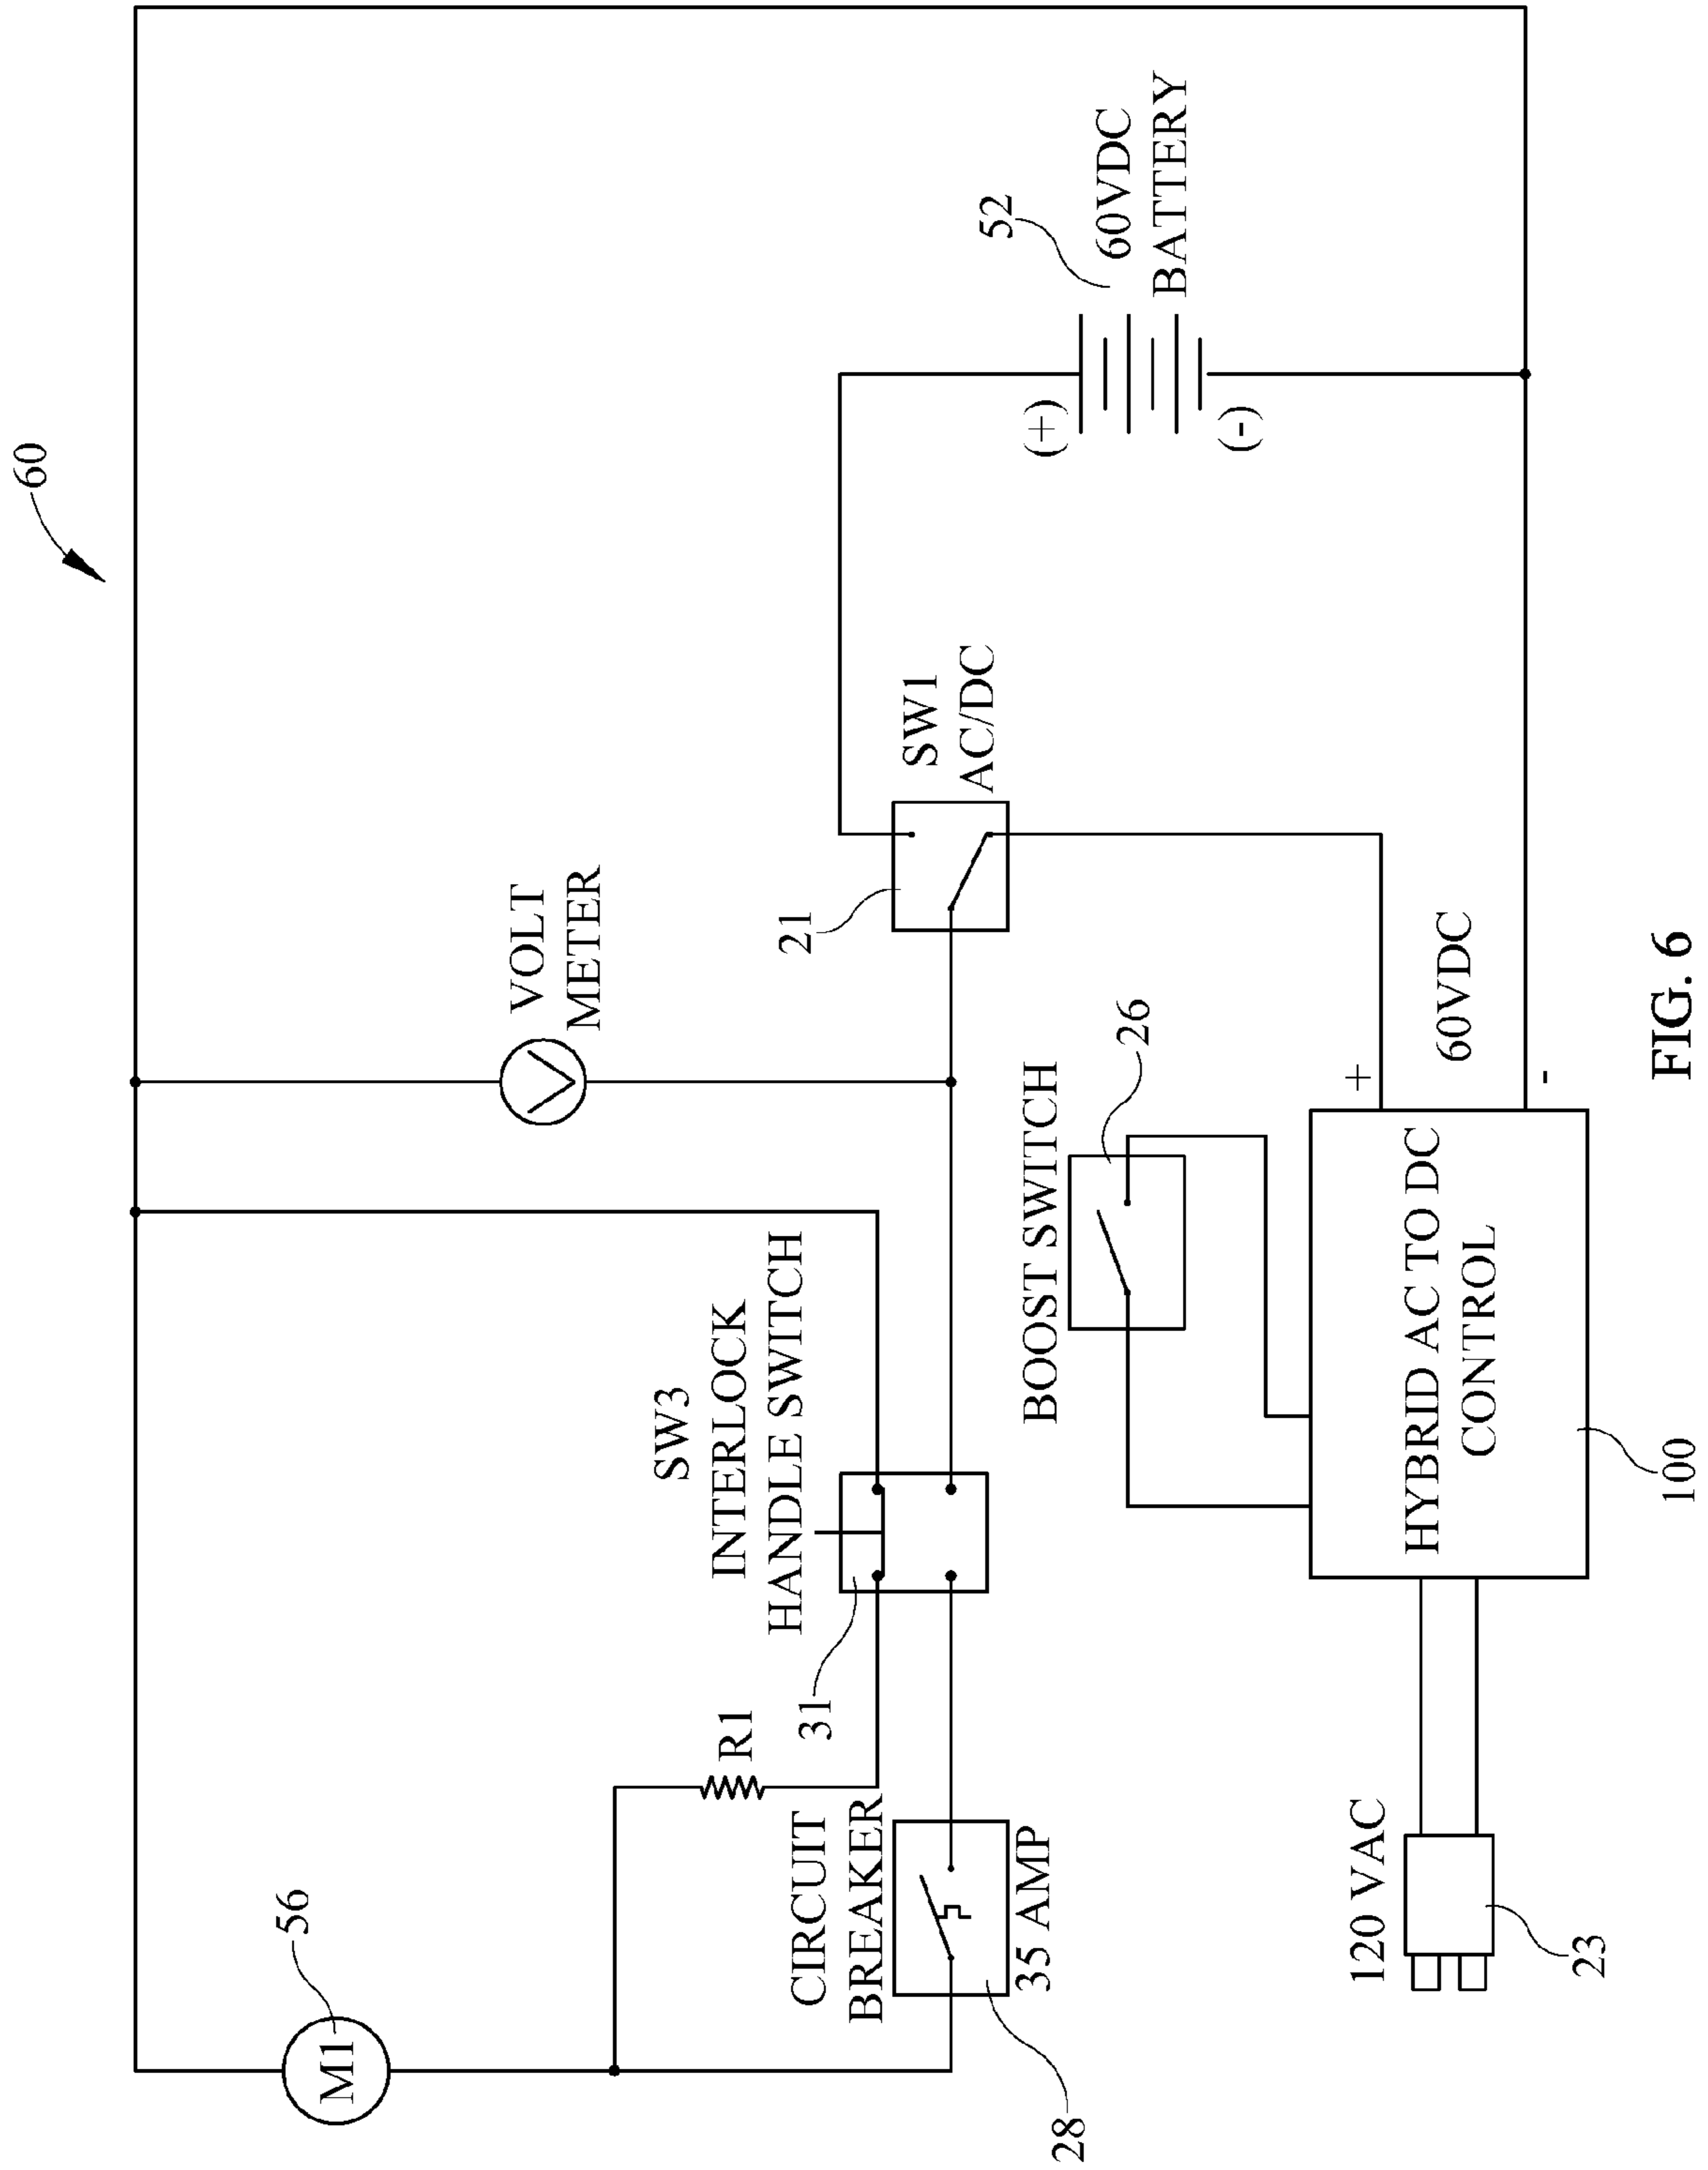 60
56
M1
VOLT
METER
SW3
INTERLOCK
HANDLE SWITCH
R1
31
CIRCUIT
BREAKER
35 AMP
28
21
SW1
AC/DC
52
60VDC
BATTERY
(+)
(-)
BOOST SWITCH
26
120 VAC
23
HYBRID AC TO DC
CONTROL
100
+
60VDC
-
FIG. 6